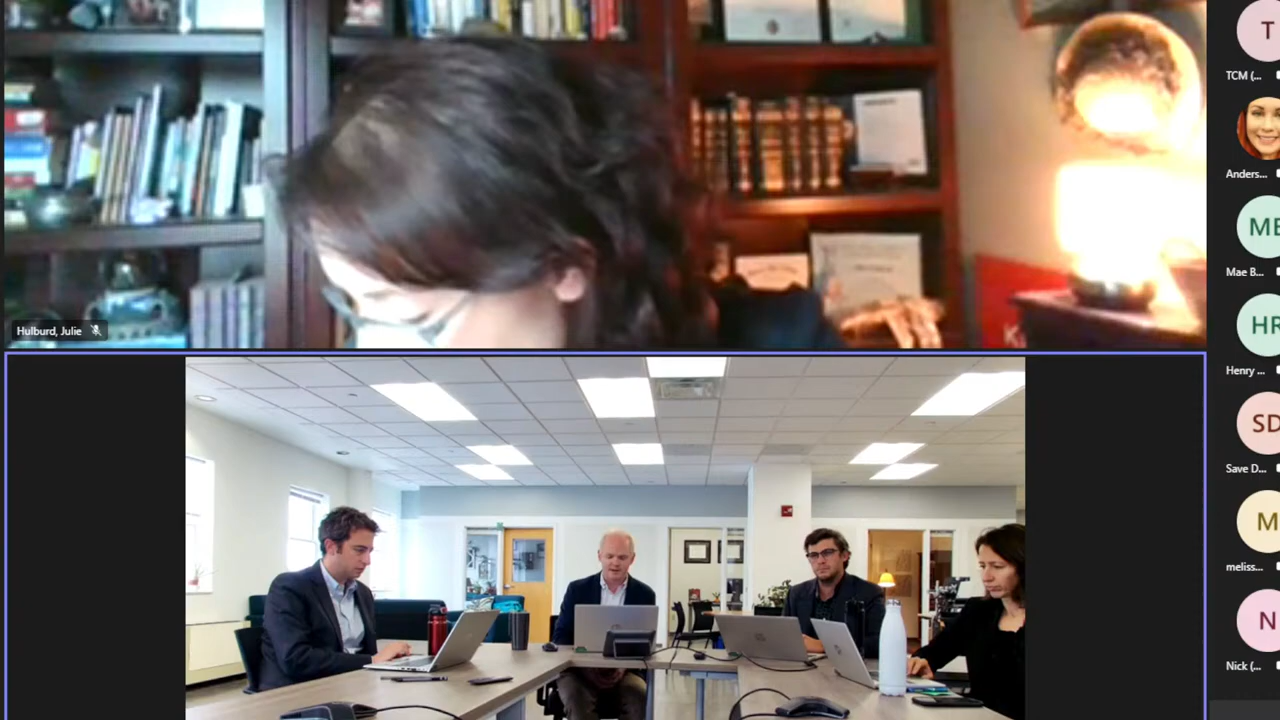 Hulburd, Julie
T
TCM (...
Anders...
ME
Mae B...
HR
Henry ...
SD
Save D...
M
meliss...
N
Nick (...